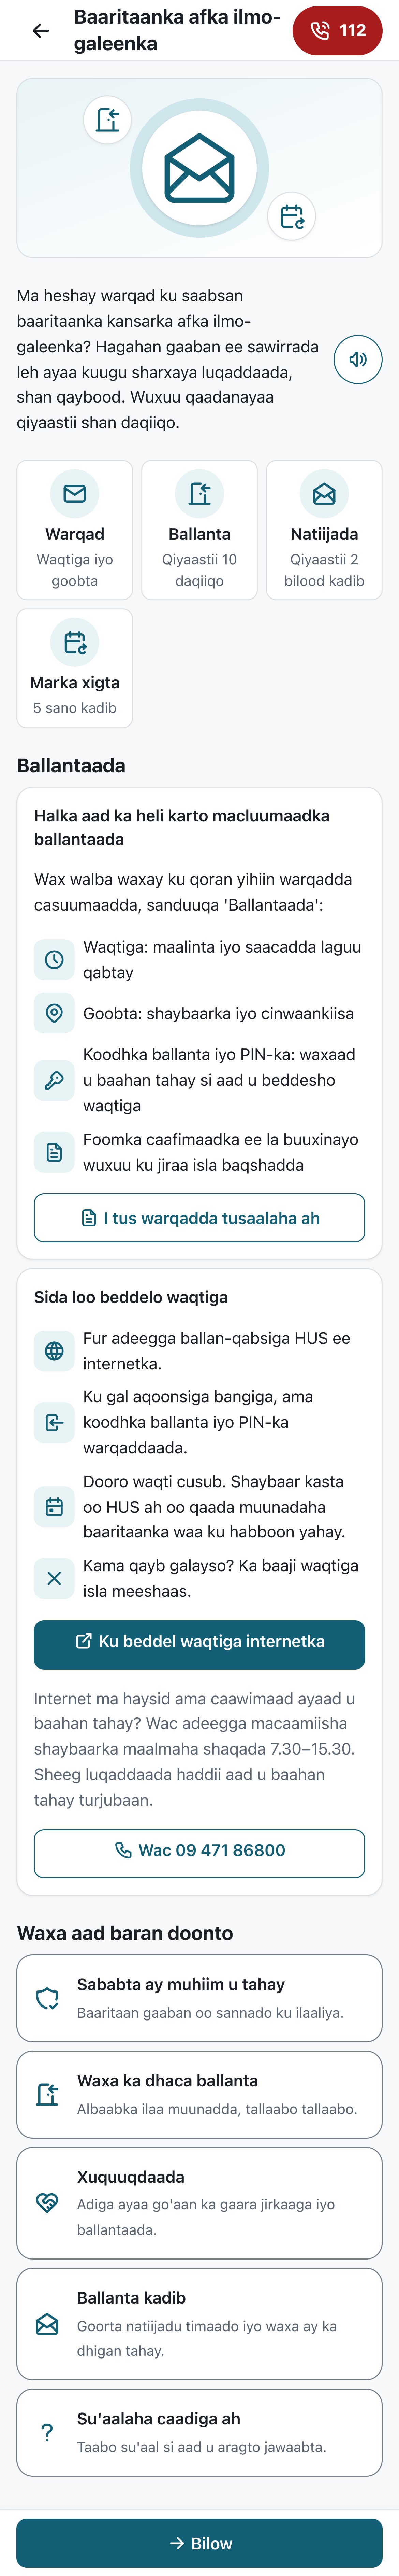 Baaritaanka afka ilmo-
galeenka
112
Ma heshay warqad ku saabsan
baaritaanka kansarka afka ilmo-
galeenka? Hagahan gaaban ee sawirrada
leh ayaa kuugu sharxaya luqaddaada,
shan qaybood. Wuxuu qaadanayaa
qiyaastii shan daqiiqo.
Warqad
Waqtiga iyo
goobta
Ballanta
Qiyaastii 10
daqiiqo
Natiijada
Qiyaastii 2
bilood kadib
Marka xigta
5 sano kadib
Ballantaada
Halka aad ka heli karto macluumaadka
ballantaada
Wax walba waxay ku qoran yihiin warqadda
casuumaadda, sanduuqa 'Ballantaada':
Waqtiga: maalinta iyo saacadda laguu
qabtay
Goobta: shaybaarka iyo cinwaankiisa
Koodhka ballanta iyo PIN-ka: waxaad
u baahan tahay si aad u beddesho
waqtiga
Foomka caafimaadka ee la buuxinayo
wuxuu ku jiraa isla baqshadda
I tus warqadda tusaalaha ah
Sida loo beddelo waqtiga
Fur adeegga ballan-qabsiga HUS ee
internetka.
Ku gal aqoonsiga bangiga, ama
koodhka ballanta iyo PIN-ka
warqaddaada.
Dooro waqti cusub. Shaybaar kasta
oo HUS ah oo qaada muunadaha
baaritaanka waa ku habboon yahay.
Kama qayb galayso? Ka baaji waqtiga
isla meeshaas.
Ku beddel waqtiga internetka
Internet ma haysid ama caawimaad ayaad u
baahan tahay? Wac adeegga macaamiisha
shaybaarka maalmaha shaqada 7.30–15.30.
Sheeg luqaddaada haddii aad u baahan
tahay turjubaan.
Wac 09 471 86800
Waxa aad baran doonto
Sababta ay muhiim u tahay
Baaritaan gaaban oo sannado ku ilaaliya.
Waxa ka dhaca ballanta
Albaabka ilaa muunadda, tallaabo tallaabo.
Xuquuqdaada
Adiga ayaa go'aan ka gaara jirkaaga iyo
ballantaada.
Ballanta kadib
Goorta natiijadu timaado iyo waxa ay ka
dhigan tahay.
Su'aalaha caadiga ah
Taabo su'aal si aad u aragto jawaabta.
Bilow